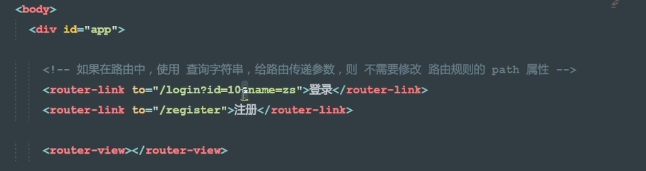 <body>
<div id="app">
<!-- 如果在路由中，使用 查询字符串，给路由传递参数，则 不需要修改 路由规则的 path 属性 -->
<router-link to="/login?id=10&name=zs">登录</router-link>
<router-link to="/register">注册</router-link>
<router-view></router-view>